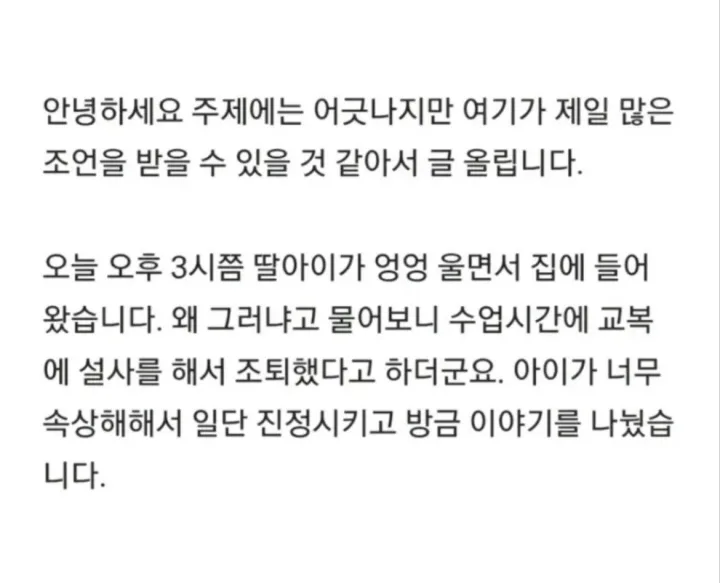 안녕하세요 주제에는 어긋나지만 여기가 제일 많은
조언을 받을 수 있을 것 같아서 글 올립니다.
오늘 오후 3시쯤 딸아이가 엉엉 울면서 집에 들어
왔습니다. 왜 그러냐고 물어보니 수업시간에 교복
에 설사를 해서 조퇴했다고 하더군요. 아이가 너무
속상해해서 일단 진정시키고 방금 이야기를 나눴습
니다.